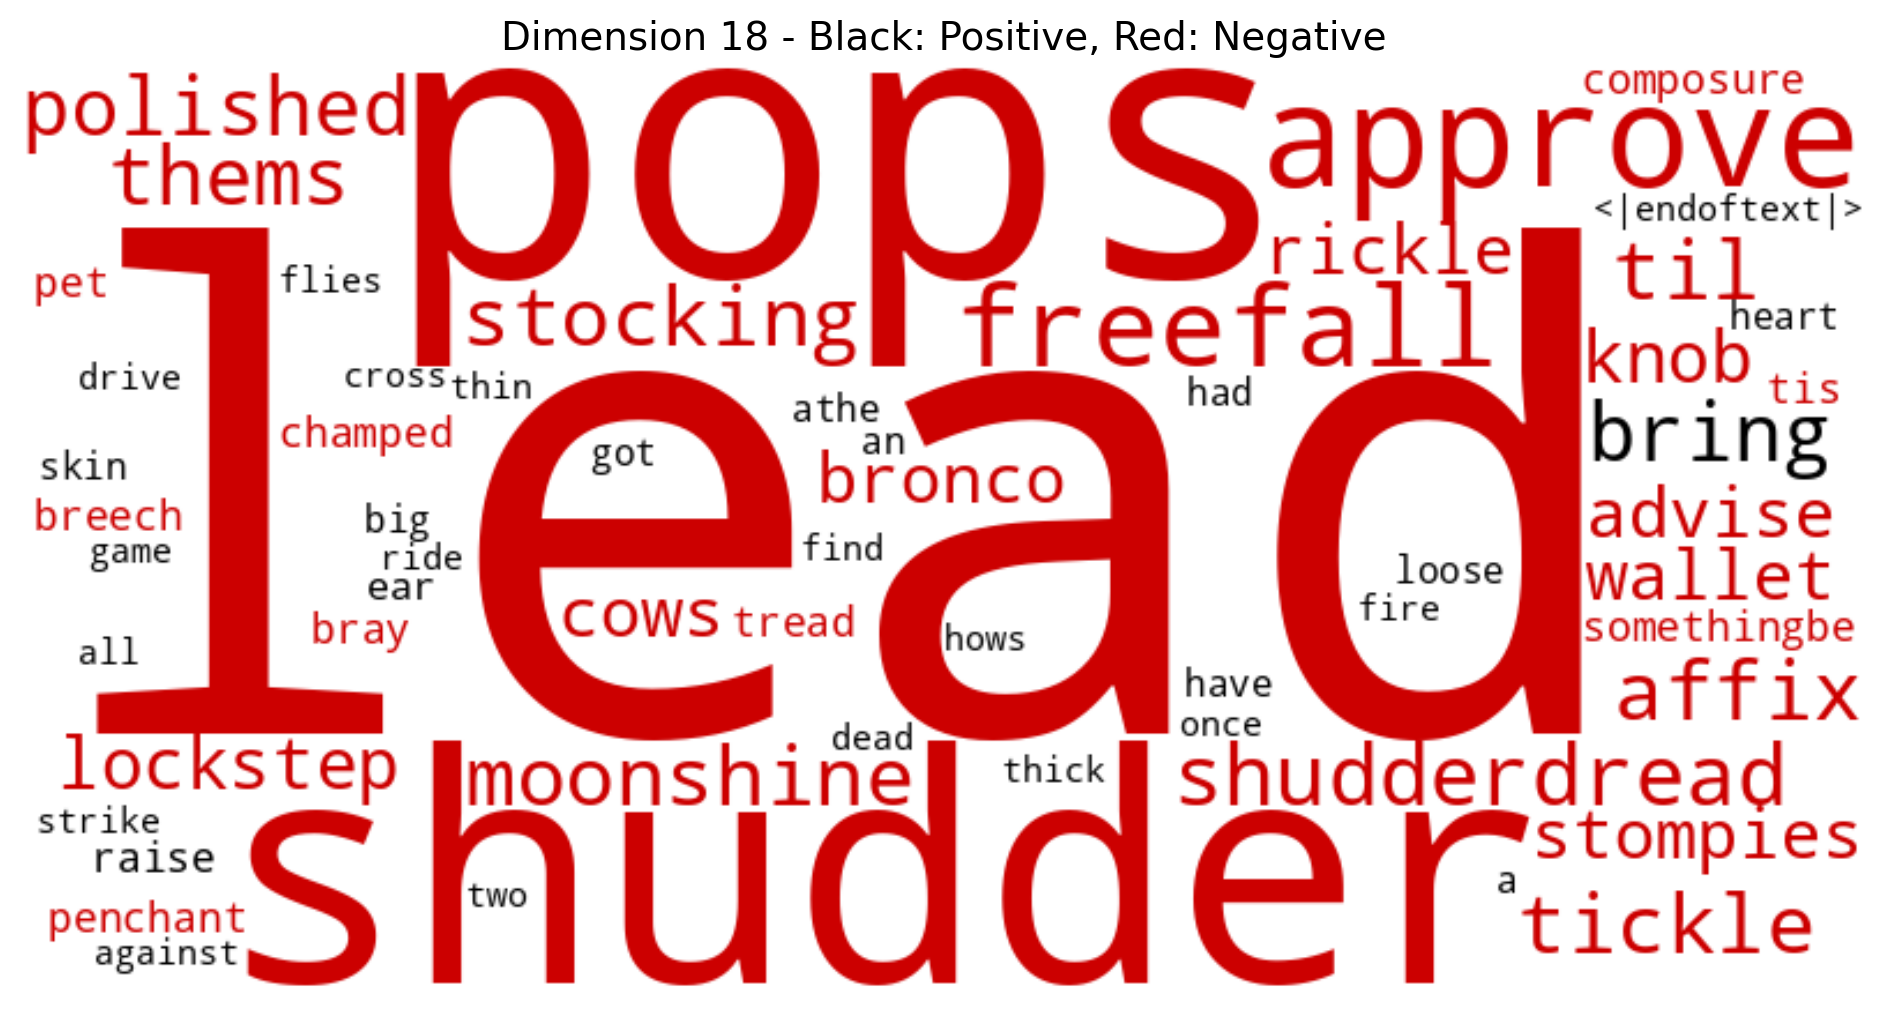 Dimension 18 - Black: Positive, Red: Negative
polished
pops
composure
approve
thems
<|endoftext|>
rickle
til
pet
flies
stocking
freefall
heart
knob
drive
cross
thin
athe
had
tis
champed
got
an
bring
skin
bronco
breech
big
find
advise
game
ride
lead
loose
ear
fire
wallet
bray
cows
tread
hows
somethingbe
all
have
affix
once
dead
lockstep
moonshine
thick
shudderdread
strike
stompies
raise
shudder
two
a
penchant
tickle
against